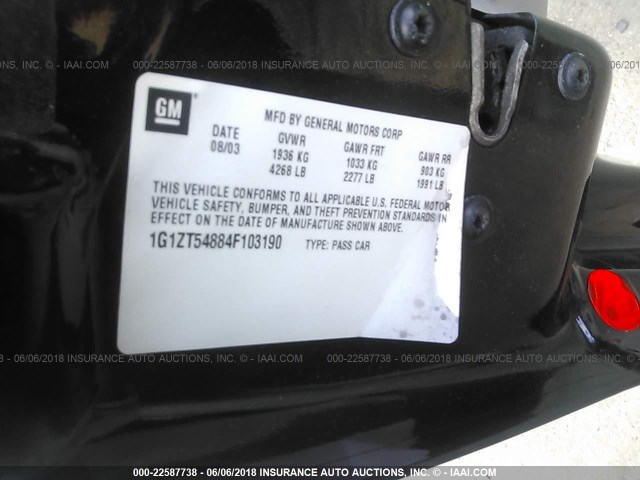 INC. - IAAI.COM 000-22587738 - 06/06/2018 INSURANCE AUTO AUCTIONS, INC. - IAAI.COM 000-22587738 - 06/06/2018
GM ®
MFD BY GENERAL MOTORS CORP
DATE GVWR GAWR FRT GAWR RR
08/03 1936 KG 1033 KG 903 KG
4268 LB 2277 LB 1991 LB
THIS VEHICLE CONFORMS TO ALL APPLICABLE U.S. FEDERAL MOTOR
VEHICLE SAFETY, BUMPER, AND THEFT PREVENTION STANDARDS IN
EFFECT ON THE DATE OF MANUFACTURE SHOWN ABOVE.
1G1ZT54884F103190 TYPE: PASS CAR
06/06/2018 INSURANCE AUTO AUCTIONS, INC. - IAAI.COM 000-22587738 - 06/06/2018 INSURANCE AUTO AUCTIONS, INC.
000-22587738 - 06/06/2018 INSURANCE AUTO AUCTIONS, INC. - IAAI.COM